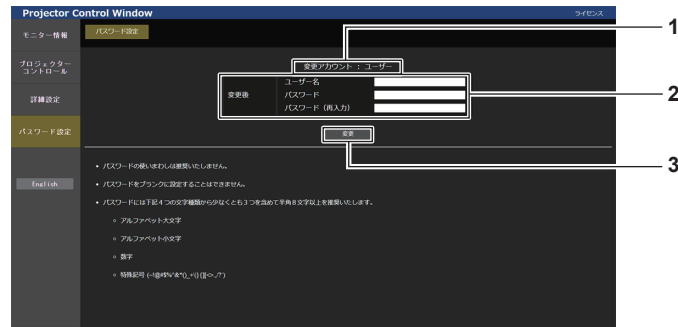 Projector Control Window
ライセンス
モニター情報
プロジェクター
コントロール
詳細設定
パスワード設定
English
パスワード設定
変更アカウント : ユーザー
変更後
ユーザー名
パスワード
パスワード（再入力）
変更
• パスワードの使いまわしは推奨いたしません。
• パスワードをブランクに設定することはできません。
• パスワードには下記４つの文字種類から少なくとも３つを含めて半角８文字以上を推奨いたします。
○ アルファベット大文字
○ アルファベット小文字
○ 数字
○ 特殊記号
1
2
3